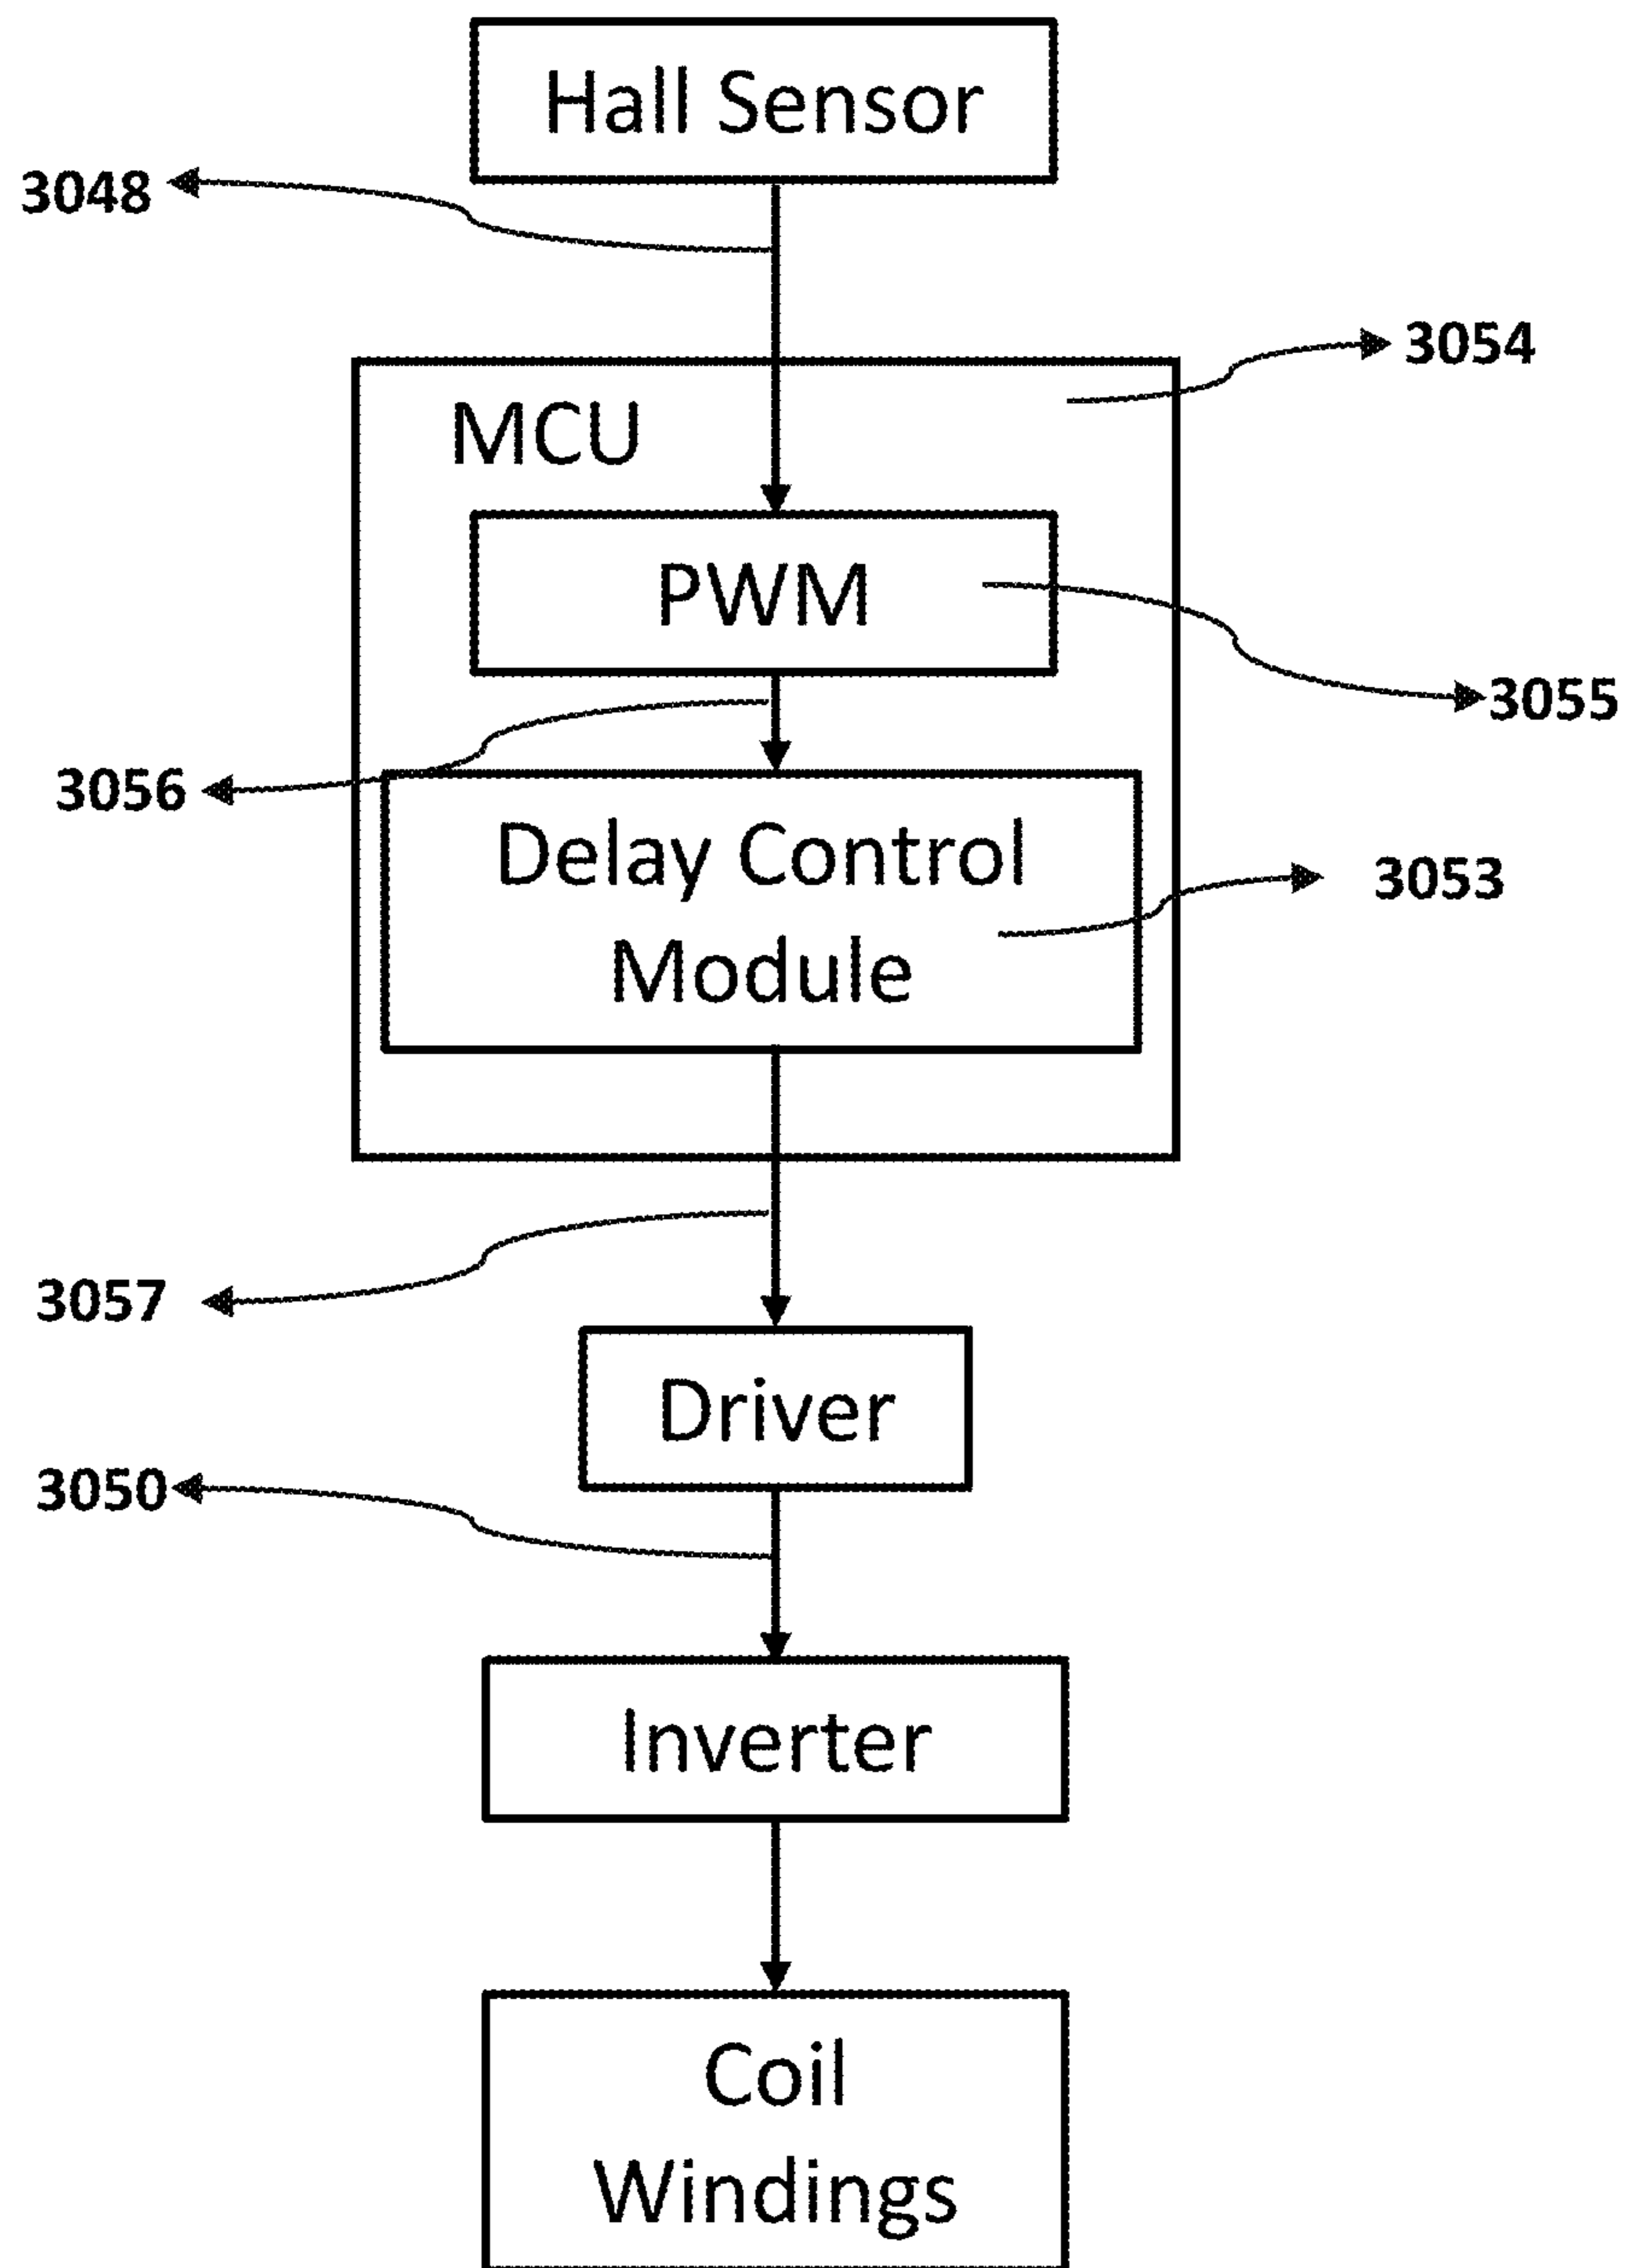 Hall Sensor
3048
3054
MCU
PWM
3055
3056
Delay Control
Module
3053
3057
Driver
3050
Inverter
Coil
Windings